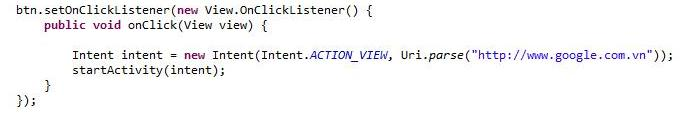 btn.setOnClickListener(new View.OnClickListener() {
public void onClick(View view) {
Intent intent = new Intent(Intent.ACTION_VIEW, Uri.parse("http://www.google.com.vn"));
startActivity(intent);
}
});